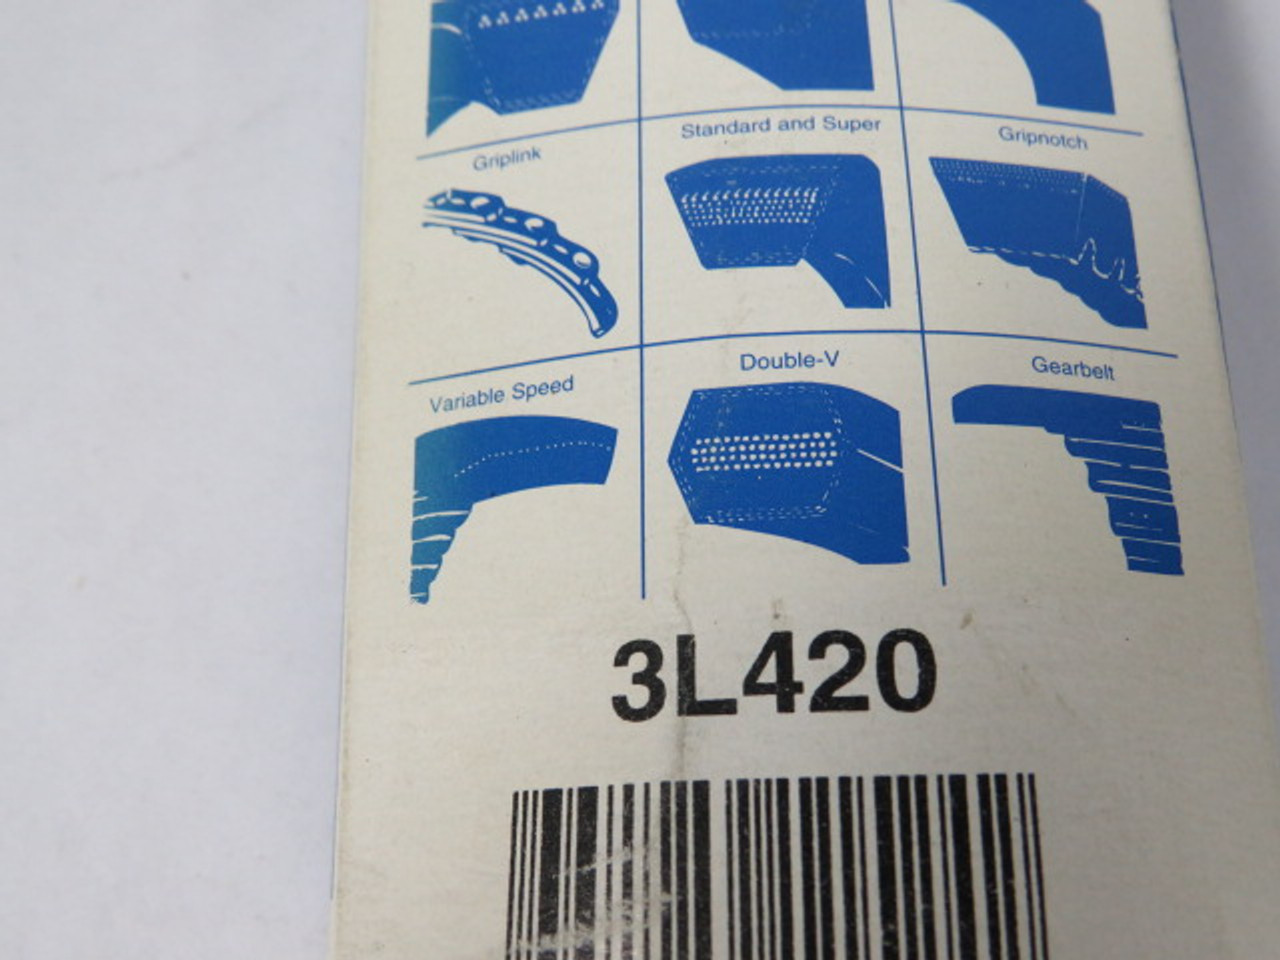 Griplink
Standard and Super
Gripnotch
Variable Speed
Double-V
Gearbelt
3L420